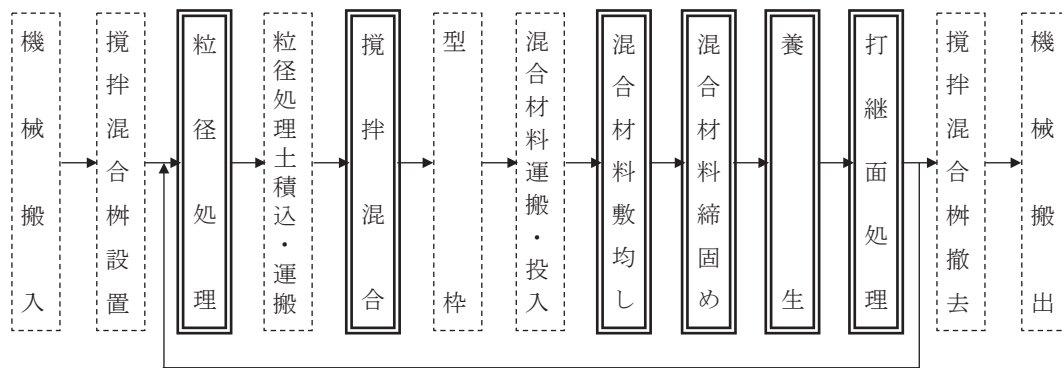 機械搬入
撹拌混合桝設置
粒径処理
粒径処理土積込・運搬
撹拌混合
型枠
混合材料運搬・投入
混合材料敷均し
混合材料締固め
養生
打継面処理
撹拌混合桝撤去
機械搬出